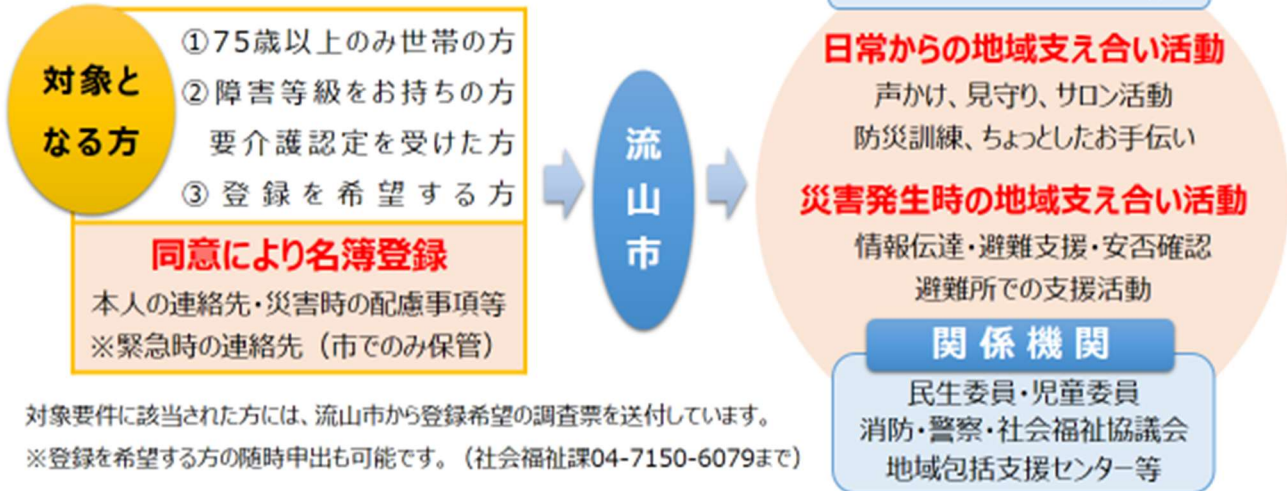 対象と
なる方
①75歳以上のみ世帯の方
②障害等級をお持ちの方
要介護認定を受けた方
③登録を希望する方
同意により名簿登録
本人の連絡先・災害時の配慮事項等
※緊急時の連絡先（市でのみ保管）
流山市
日常からの地域支え合い活動
声かけ、見守り、サロン活動
防災訓練、ちょっとしたお手伝い
災害発生時の地域支え合い活動
情報伝達・避難支援・安否確認
避難所での支援活動
関係機関
民生委員・児童委員
消防・警察・社会福祉協議会
地域包括支援センター等
対象要件に該当された方には、流山市から登録希望の調査票を送付しています。
※登録を希望する方の随時申出も可能です。（社会福祉課04-7150-6079まで）